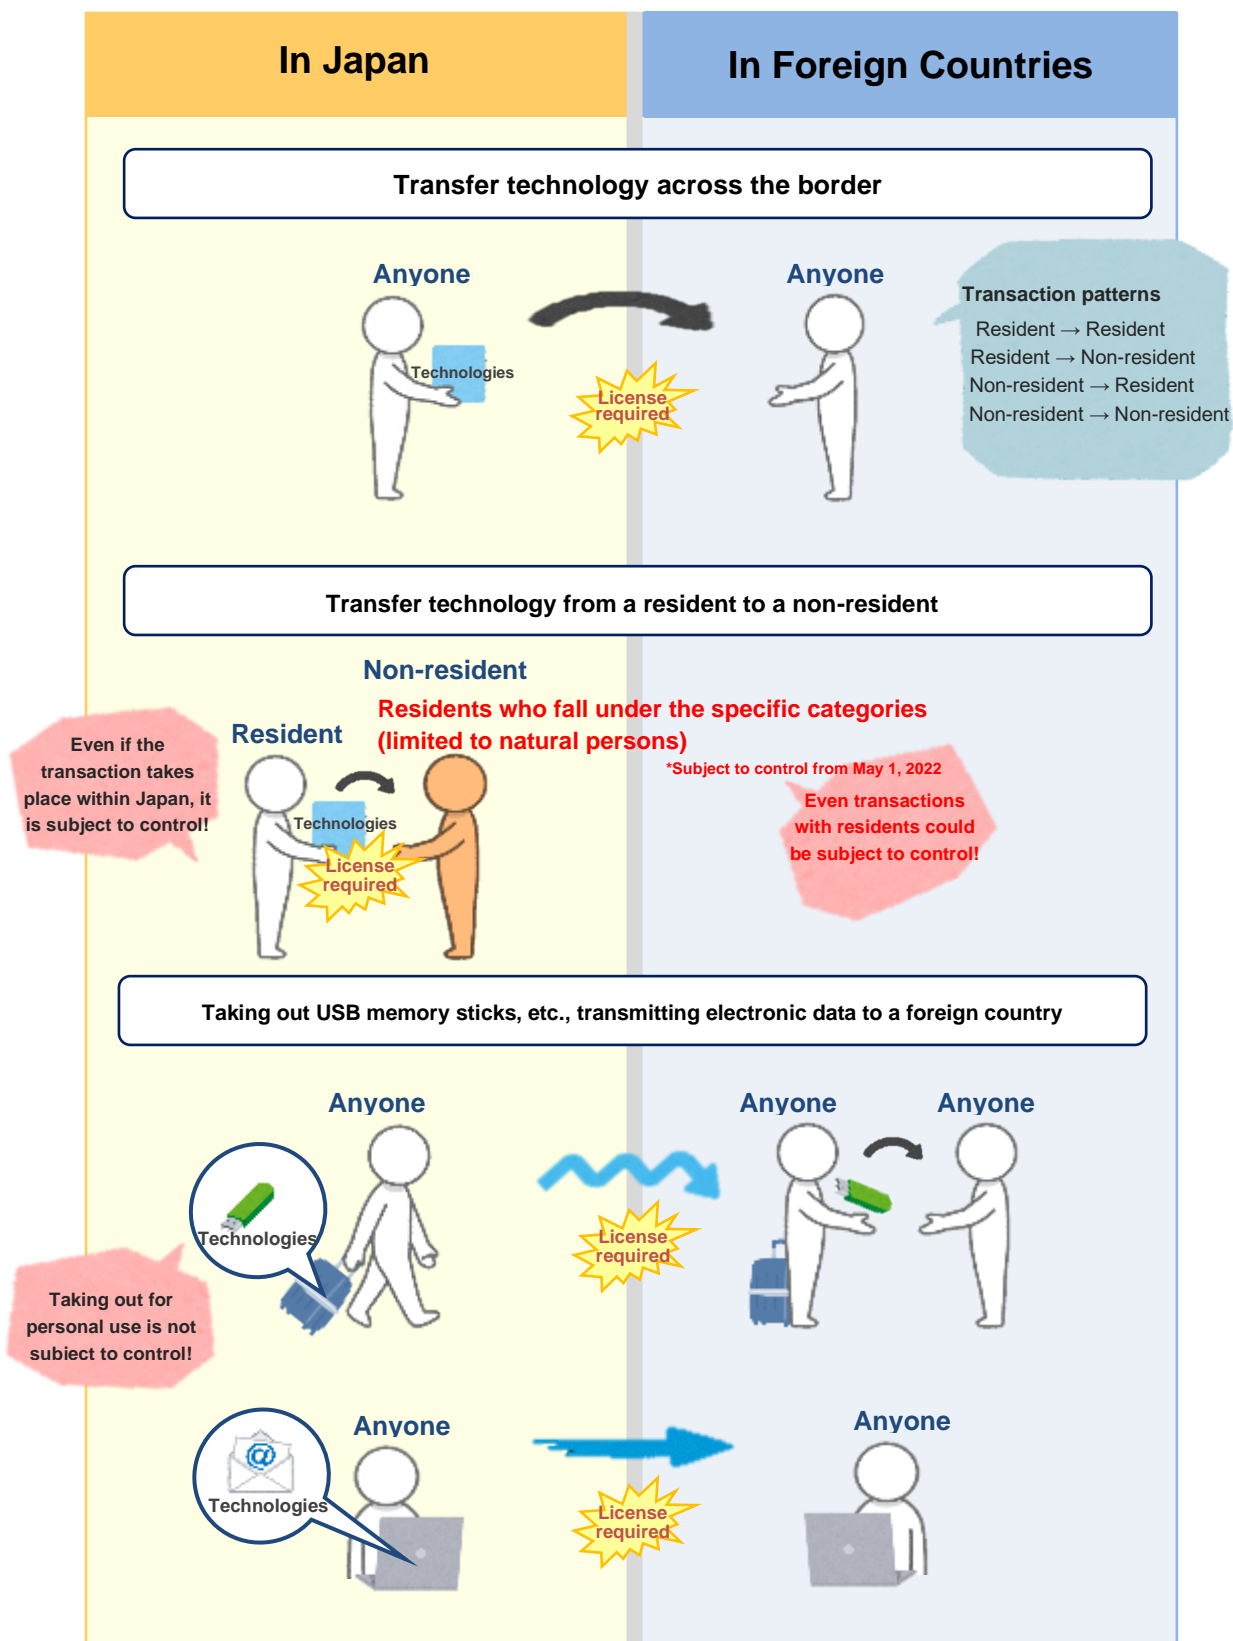 In Japan
In Foreign Countries
Transfer technology across the border
Anyone
Anyone
Technologies
License
required
Transaction patterns
Resident → Resident
Resident → Non-resident
Non-resident → Resident
Non-resident → Non-resident
Transfer technology from a resident to a non-resident
Non-resident
Residents who fall under the specific categories
(limited to natural persons)
*Subject to control from May 1, 2022
Resident
Even if the
transaction takes
place within Japan, it
is subject to control!
Technologies
License
required
Even transactions
with residents could
be subject to control!
Taking out USB memory sticks, etc., transmitting electronic data to a foreign country
Anyone
Anyone
Anyone
Technologies
License
required
Taking out for
personal use is not
subject to control!
Anyone
Anyone
@
Technologies
License
required